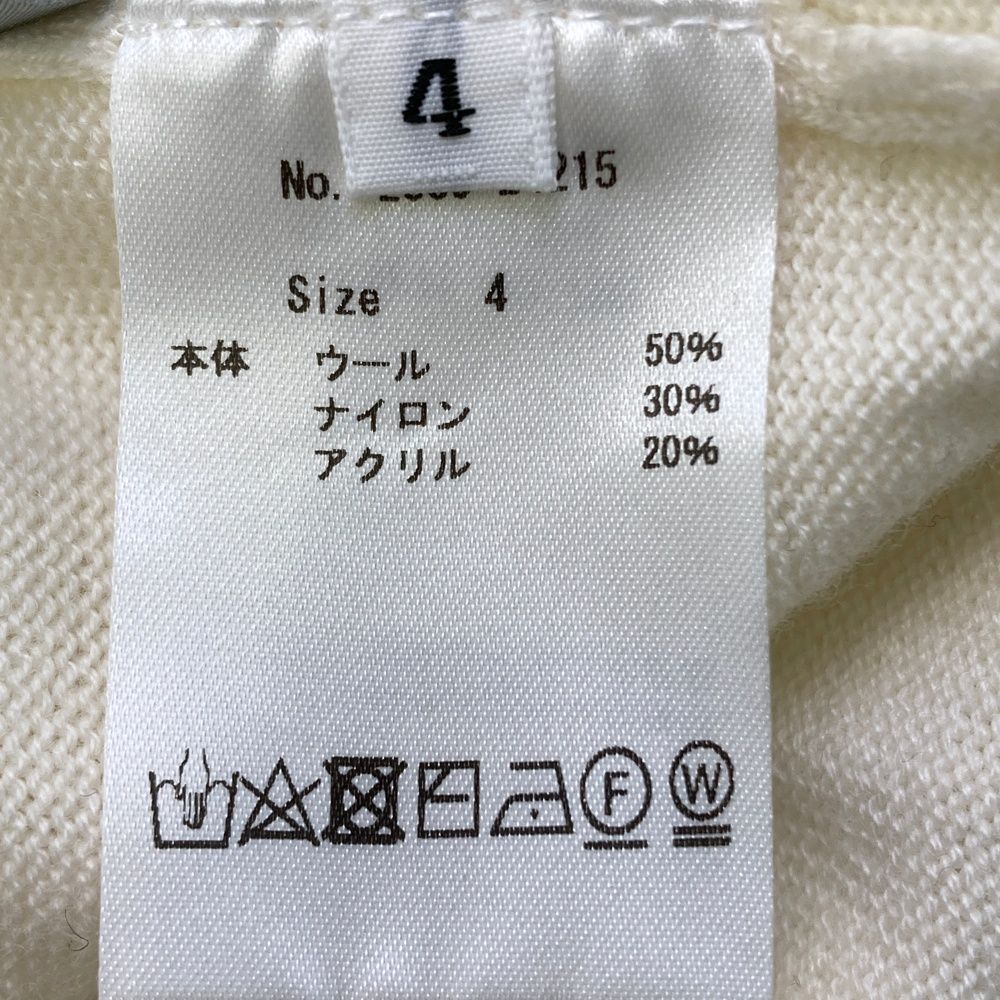 4
No. 215
Size 4
本体 ウール 50%
ナイロン 30%
アクリル 20%
F W